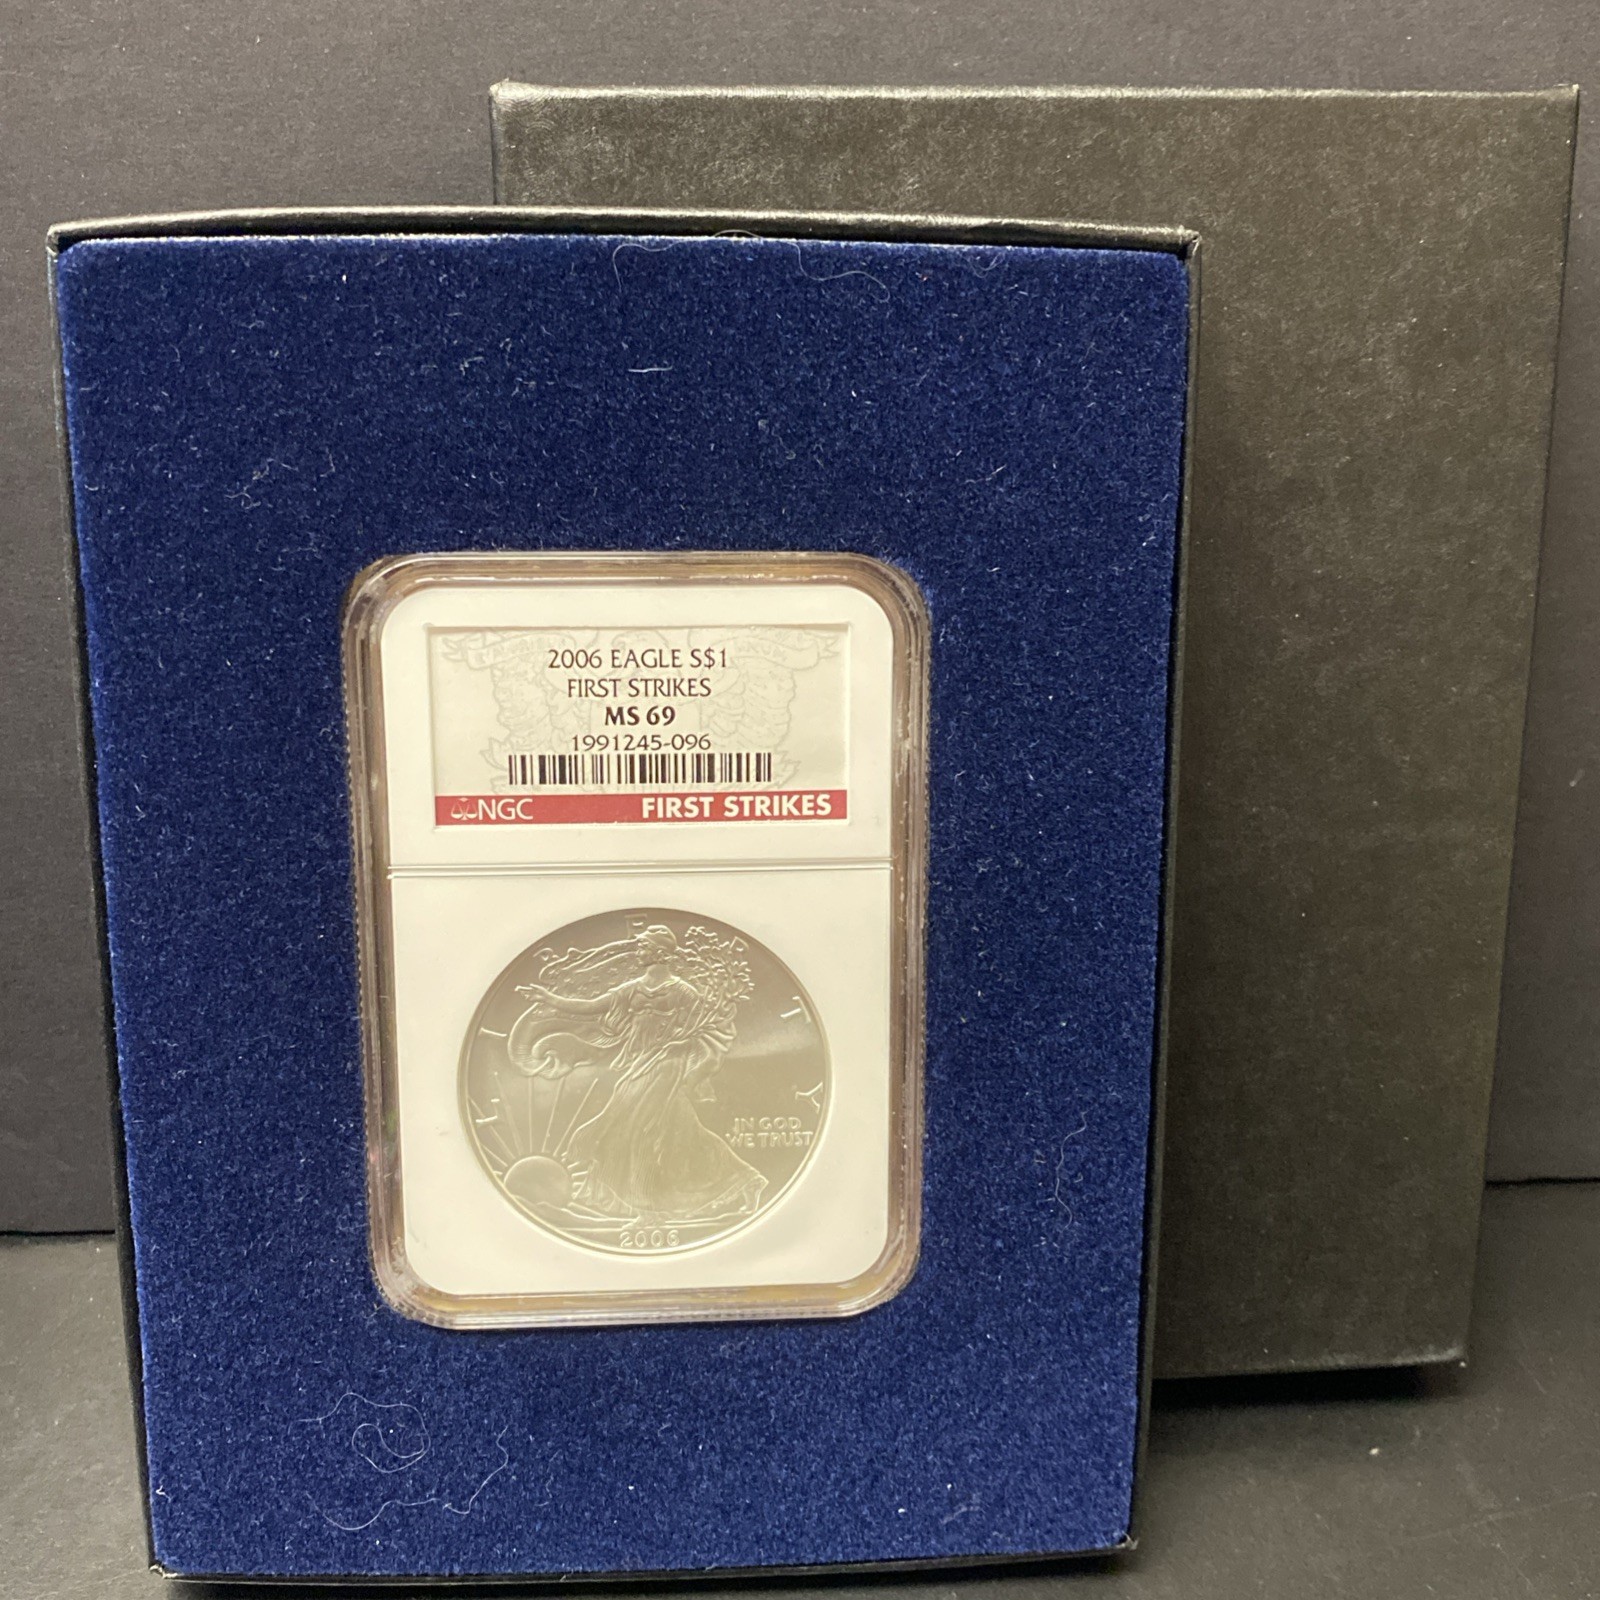 2006 EAGLE S$1
FIRST STRIKES
MS 69
1991245-096
NGC FIRST STRIKES
LIBERTY
IN GOD
WE TRUST
2006